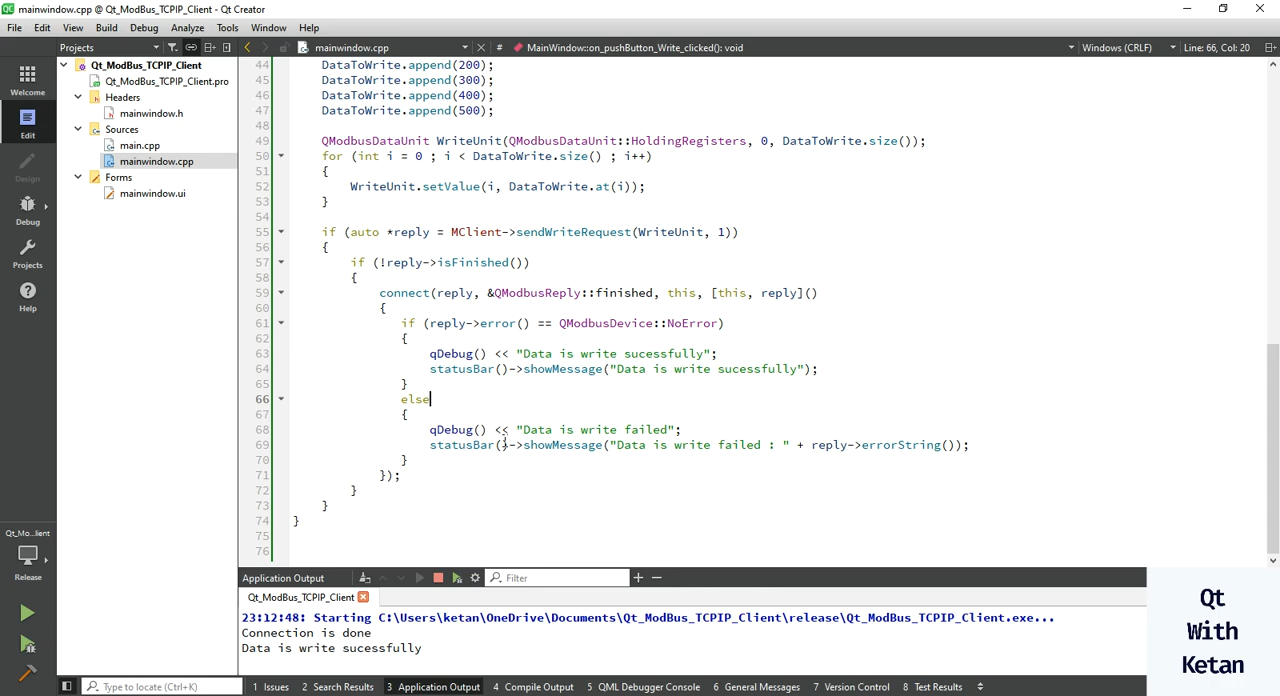 mainwindow.cpp @ Qt_ModBus_TCPIP_Client - Qt Creator
File Edit View Build Debug Analyze Tools Window Help
Projects mainwindow.cpp # MainWindow::on_pushButton_Write_clicked(): void Windows (CRLF) Line: 66, Col: 20
Welcome
Edit
Design
Debug
Projects
Help
Qt_Mo...lient
Release
Qt_ModBus_TCPIP_Client
Qt_ModBus_TCPIP_Client.pro
Headers
mainwindow.h
Sources
main.cpp
mainwindow.cpp
Forms
mainwindow.ui
44 DataToWrite.append(200);
45 DataToWrite.append(300);
46 DataToWrite.append(400);
47 DataToWrite.append(500);
48
49 QModbusDataUnit WriteUnit(QModbusDataUnit::HoldingRegisters, 0, DataToWrite.size());
50 for (int i = 0 ; i < DataToWrite.size() ; i++)
51 {
52 WriteUnit.setValue(i, DataToWrite.at(i));
53 }
54
55 if (auto *reply = MClient->sendWriteRequest(WriteUnit, 1))
56 {
57 if (!reply->isFinished())
58 {
59 connect(reply, &QModbusReply::finished, this, [this, reply]()
60 {
61 if (reply->error() == QModbusDevice::NoError)
62 {
63 qDebug() << "Data is write sucessfully";
64 statusBar()->showMessage("Data is write sucessfully");
65 }
66 else
67 {
68 qDebug() << "Data is write failed";
69 statusBar()->showMessage("Data is write failed : " + reply->errorString());
70 }
71 });
72 }
73 }
74 }
75
76
Application Output Filter
Qt_ModBus_TCPIP_Client
23:12:48: Starting C:\Users\ketan\OneDrive\Documents\Qt_ModBus_TCPIP_Client\release\Qt_ModBus_TCPIP_Client.exe...
Connection is done
Data is write sucessfully
Qt
With
Ketan
Type to locate (Ctrl+K) 1 Issues 2 Search Results 3 Application Output 4 Compile Output 5 QML Debugger Console 6 General Messages 7 Version Control 8 Test Results